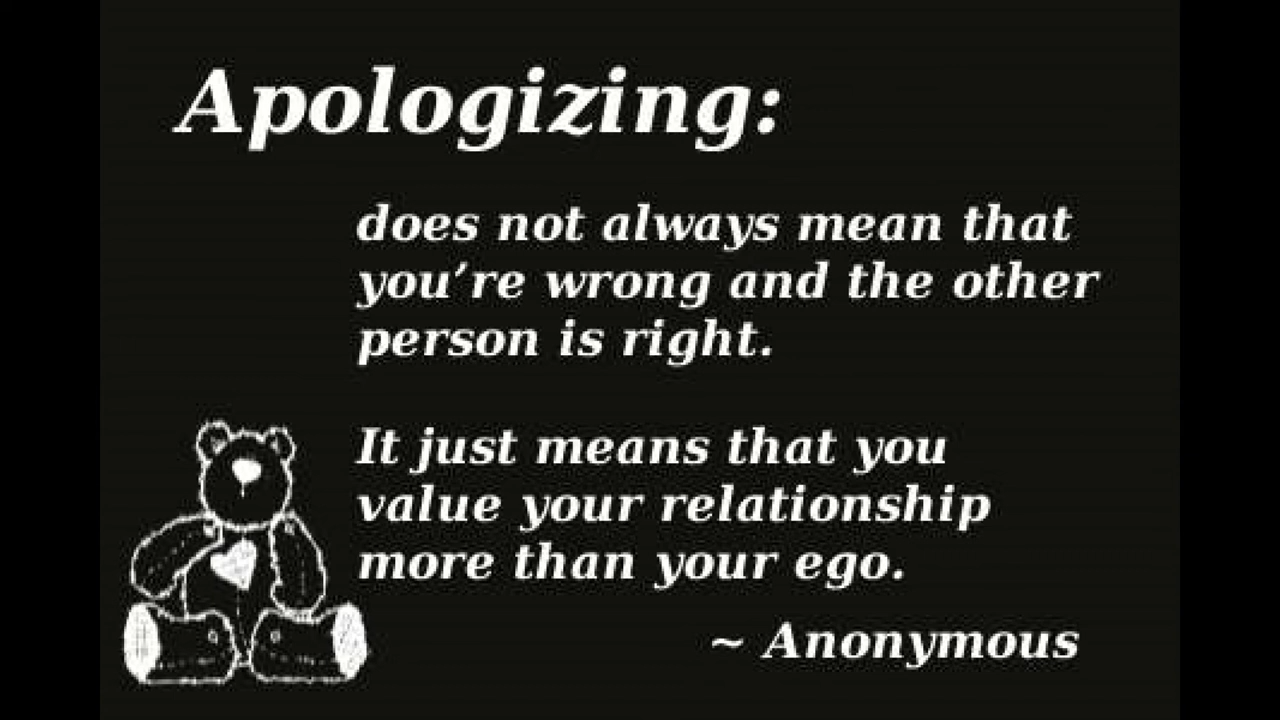 Apologizing:
does not always mean that
you’re wrong and the other
person is right.
It just means that you
value your relationship
more than your ego.
~ Anonymous